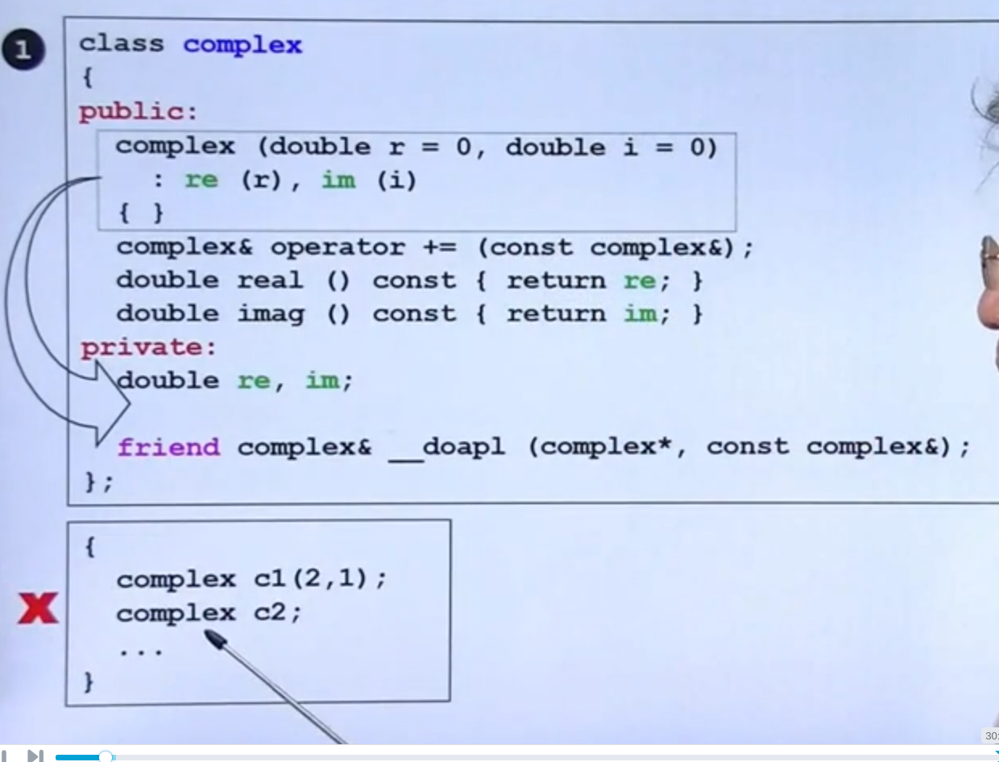 1
class complex
{
public:
complex (double r = 0, double i = 0)
: re (r), im (i)
{ }
complex& operator += (const complex&);
double real () const { return re; }
double imag () const { return im; }
private:
double re, im;
friend complex& __doapl (complex*, const complex&);
};
{
complex c1(2,1);
complex c2;
...
}
30: